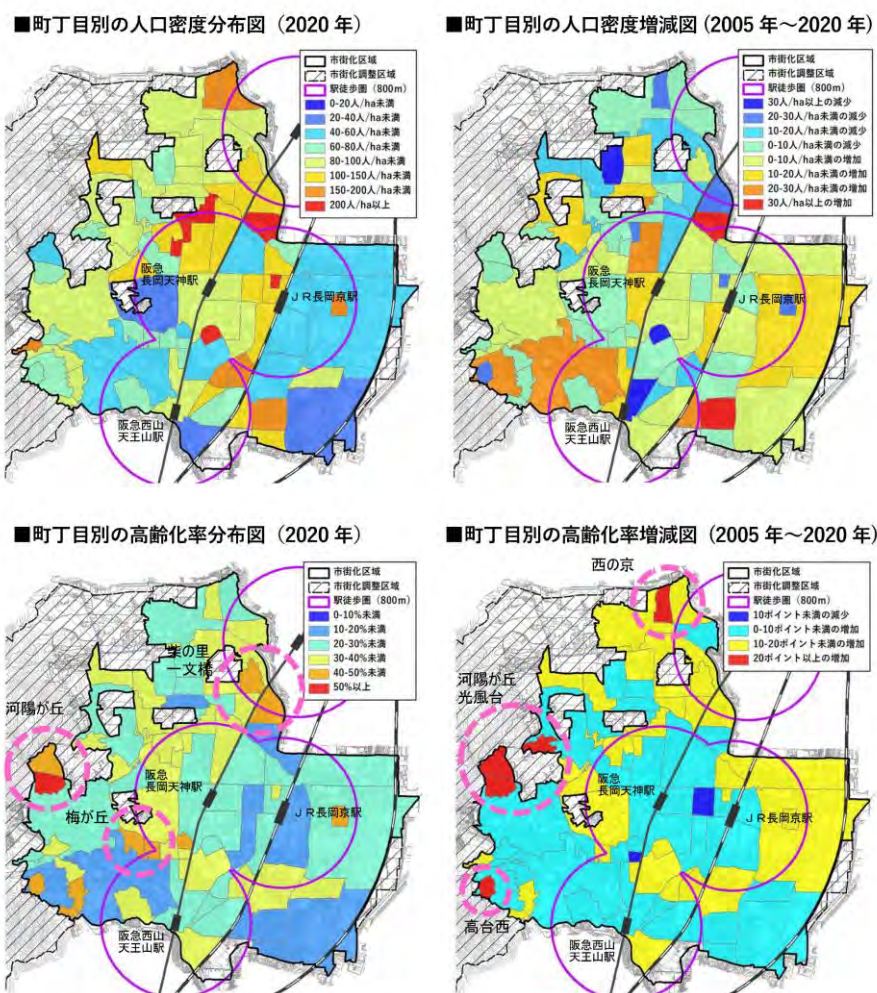 ■町丁目別の人口密度分布図（2020年）
市街化区域
市街化調整区域
駅徒歩圏（800m）
0-20人/ha未満
20-40人/ha未満
40-60人/ha未満
60-80人/ha未満
80-100人/ha未満
100-150人/ha未満
150-200人/ha未満
200人/ha以上
阪急
長岡天神駅
ＪＲ長岡京駅
阪急西山
天王山駅
■町丁目別の人口密度増減図（2005年～2020年）
市街化区域
市街化調整区域
駅徒歩圏（800m）
30人/ha以上の減少
20-30人/ha未満の減少
10-20人/ha未満の減少
0-10人/ha未満の減少
0-10人/ha未満の増加
10-20人/ha未満の増加
20-30人/ha未満の増加
30人/ha以上の増加
阪急
長岡天神駅
ＪＲ長岡京駅
阪急西山
天王山駅
■町丁目別の高齢化率分布図（2020年）
市街化区域
市街化調整区域
駅徒歩圏（800m）
0-10%未満
10-20%未満
20-30%未満
30-40%未満
40-50%未満
50%以上
柴の里
一文橋
河陽が丘
阪急
長岡天神駅
ＪＲ長岡京駅
梅が丘
阪急西山
天王山駅
■町丁目別の高齢化率増減図（2005年～2020年）
西の京
市街化区域
市街化調整区域
駅徒歩圏（800m）
10ポイント未満の減少
0-10ポイント未満の増加
10-20ポイント未満の増加
20ポイント以上の増加
河陽が丘
光風台
阪急
長岡天神駅
ＪＲ長岡京駅
高台西
阪急西山
天王山駅